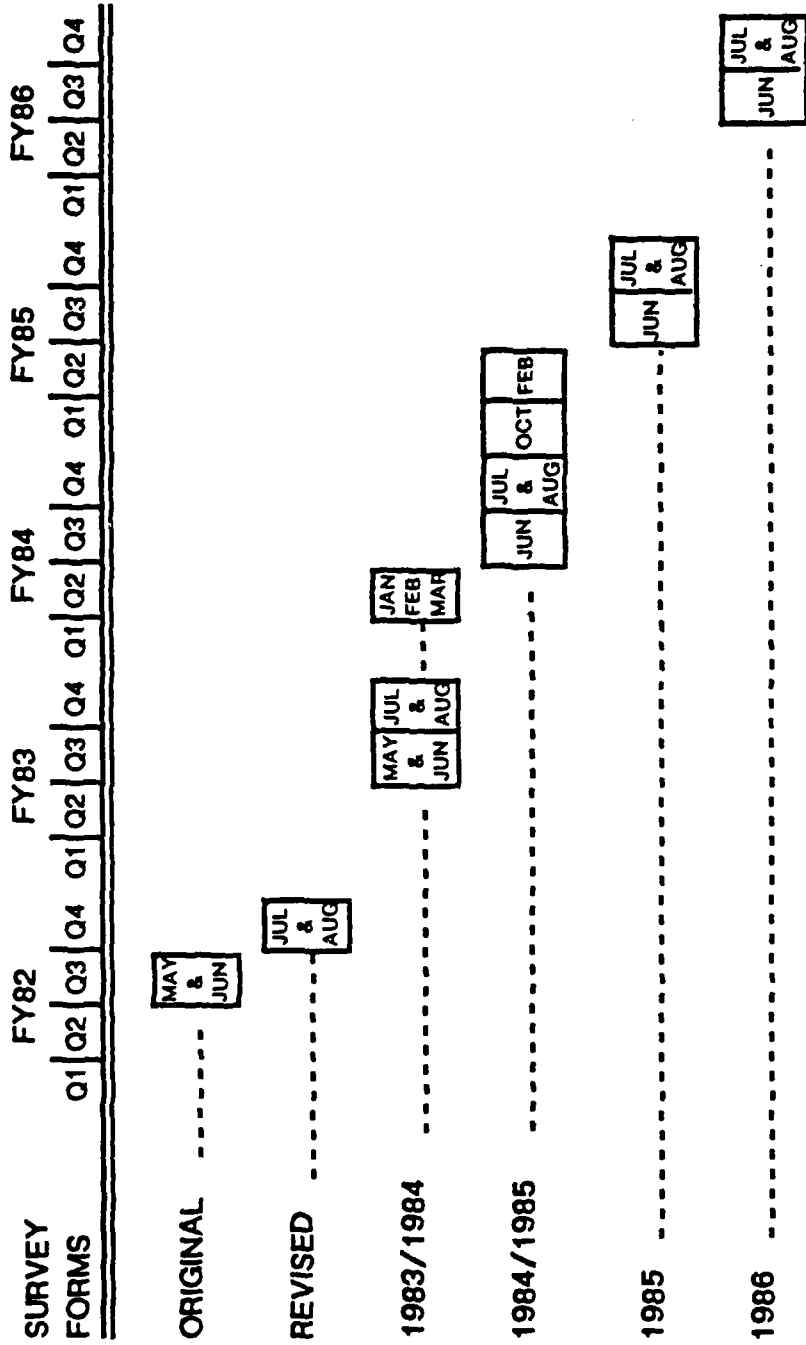 SURVEY FY82 FY83 FY84 FY85 FY86
FORMS Q1 Q2 Q3 Q4 Q1 Q2 Q3 Q4 Q1 Q2 Q3 Q4 Q1 Q2 Q3 Q4 Q1 Q2 Q3 Q4
ORIGINAL MAY & JUN
REVISED JUL & AUG
1983/1984 MAY & JUN JUL & AUG JAN FEB MAR
1984/1985 JUN JUL & AUG OCT FEB
1985 JUN JUL & AUG
1986 JUN JUL & AUG